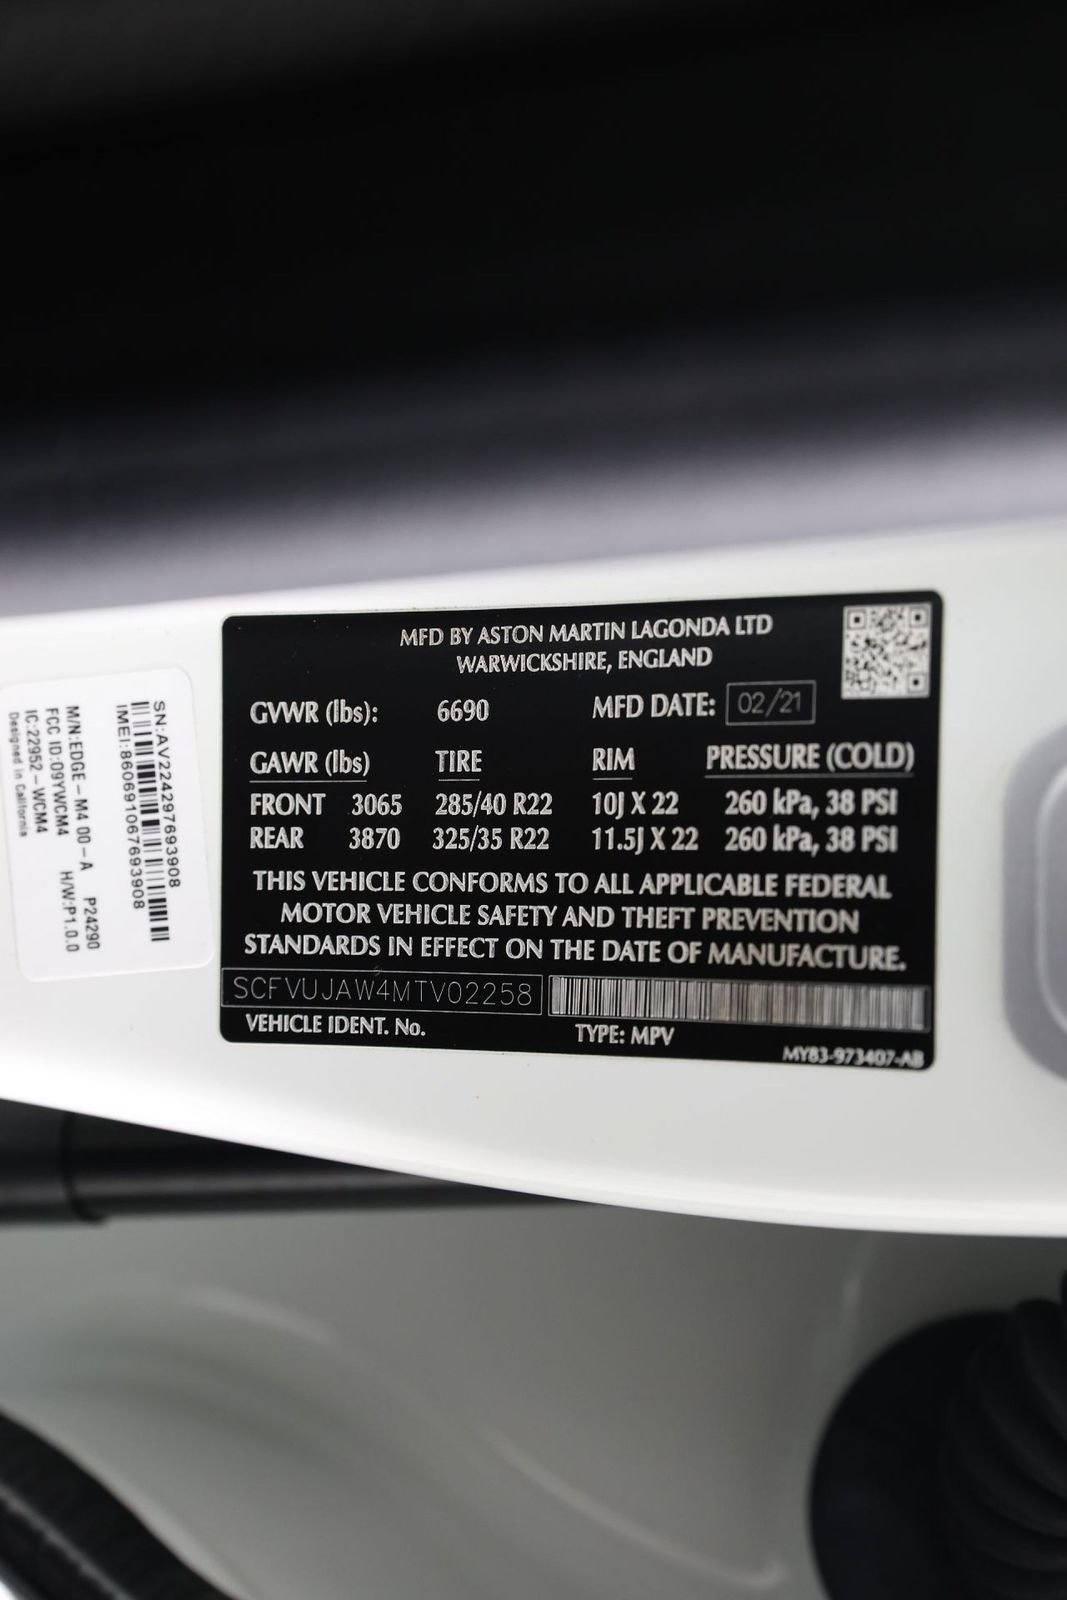 MFD BY ASTON MARTIN LAGONDA LTD
WARWICKSHIRE, ENGLAND
GVWR (lbs): 6690 MFD DATE: 02/21
GAWR (lbs) TIRE RIM PRESSURE (COLD)
FRONT 3065 285/40 R22 10J X 22 260 kPa, 38 PSI
REAR 3870 325/35 R22 11.5J X 22 260 kPa, 38 PSI
THIS VEHICLE CONFORMS TO ALL APPLICABLE FEDERAL
MOTOR VEHICLE SAFETY AND THEFT PREVENTION
STANDARDS IN EFFECT ON THE DATE OF MANUFACTURE.
SCFVUJAW4MTV02258
VEHICLE IDENT. No. TYPE: MPV
MY83-973407-AB
SN:AV224297693908
IMEI:860691067693908
M/N:EDGE-M4 00-A P24290
FCC ID:09YWCM4 H/W:P1.0.0
IC:22952-WCM4
Designed in California